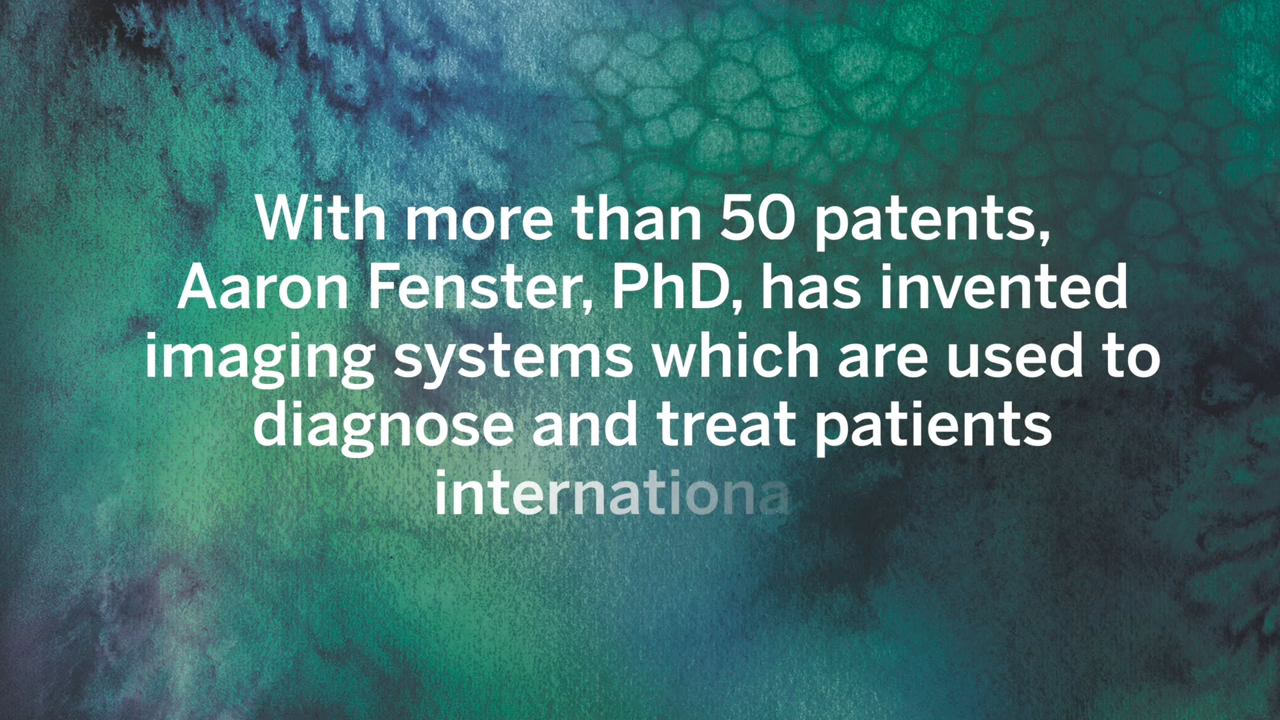 With more than 50 patents,
Aaron Fenster, PhD, has invented
imaging systems which are used to
diagnose and treat patients
internationa